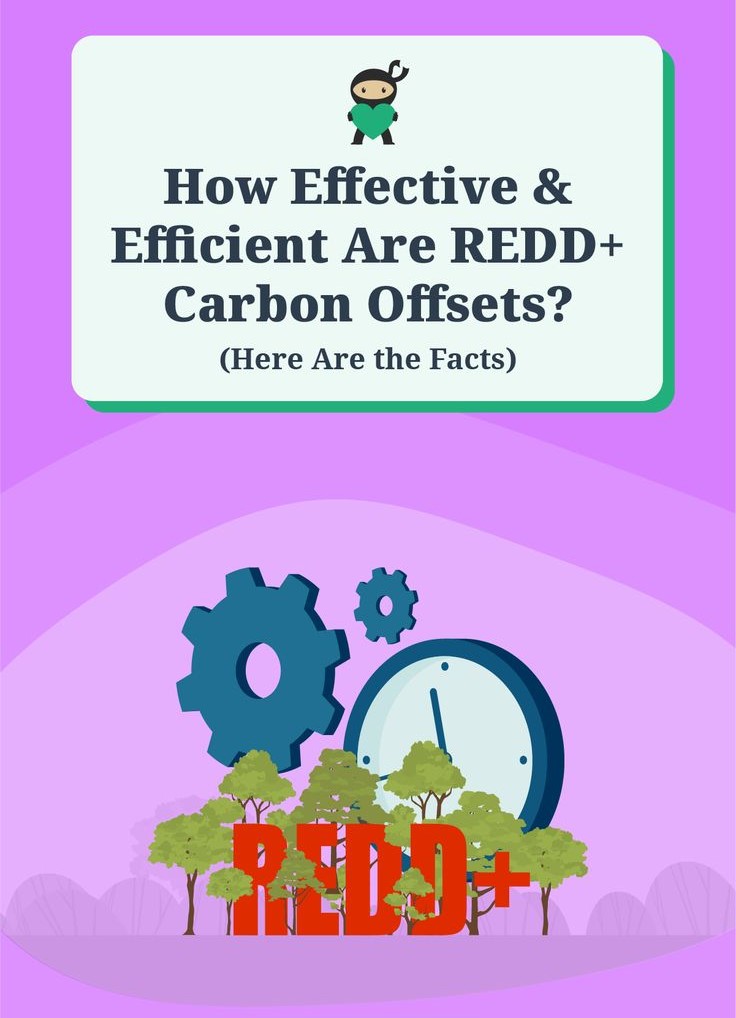 How Effective &
Efficient Are REDD+
Carbon Offsets?
(Here Are the Facts)
REDD+